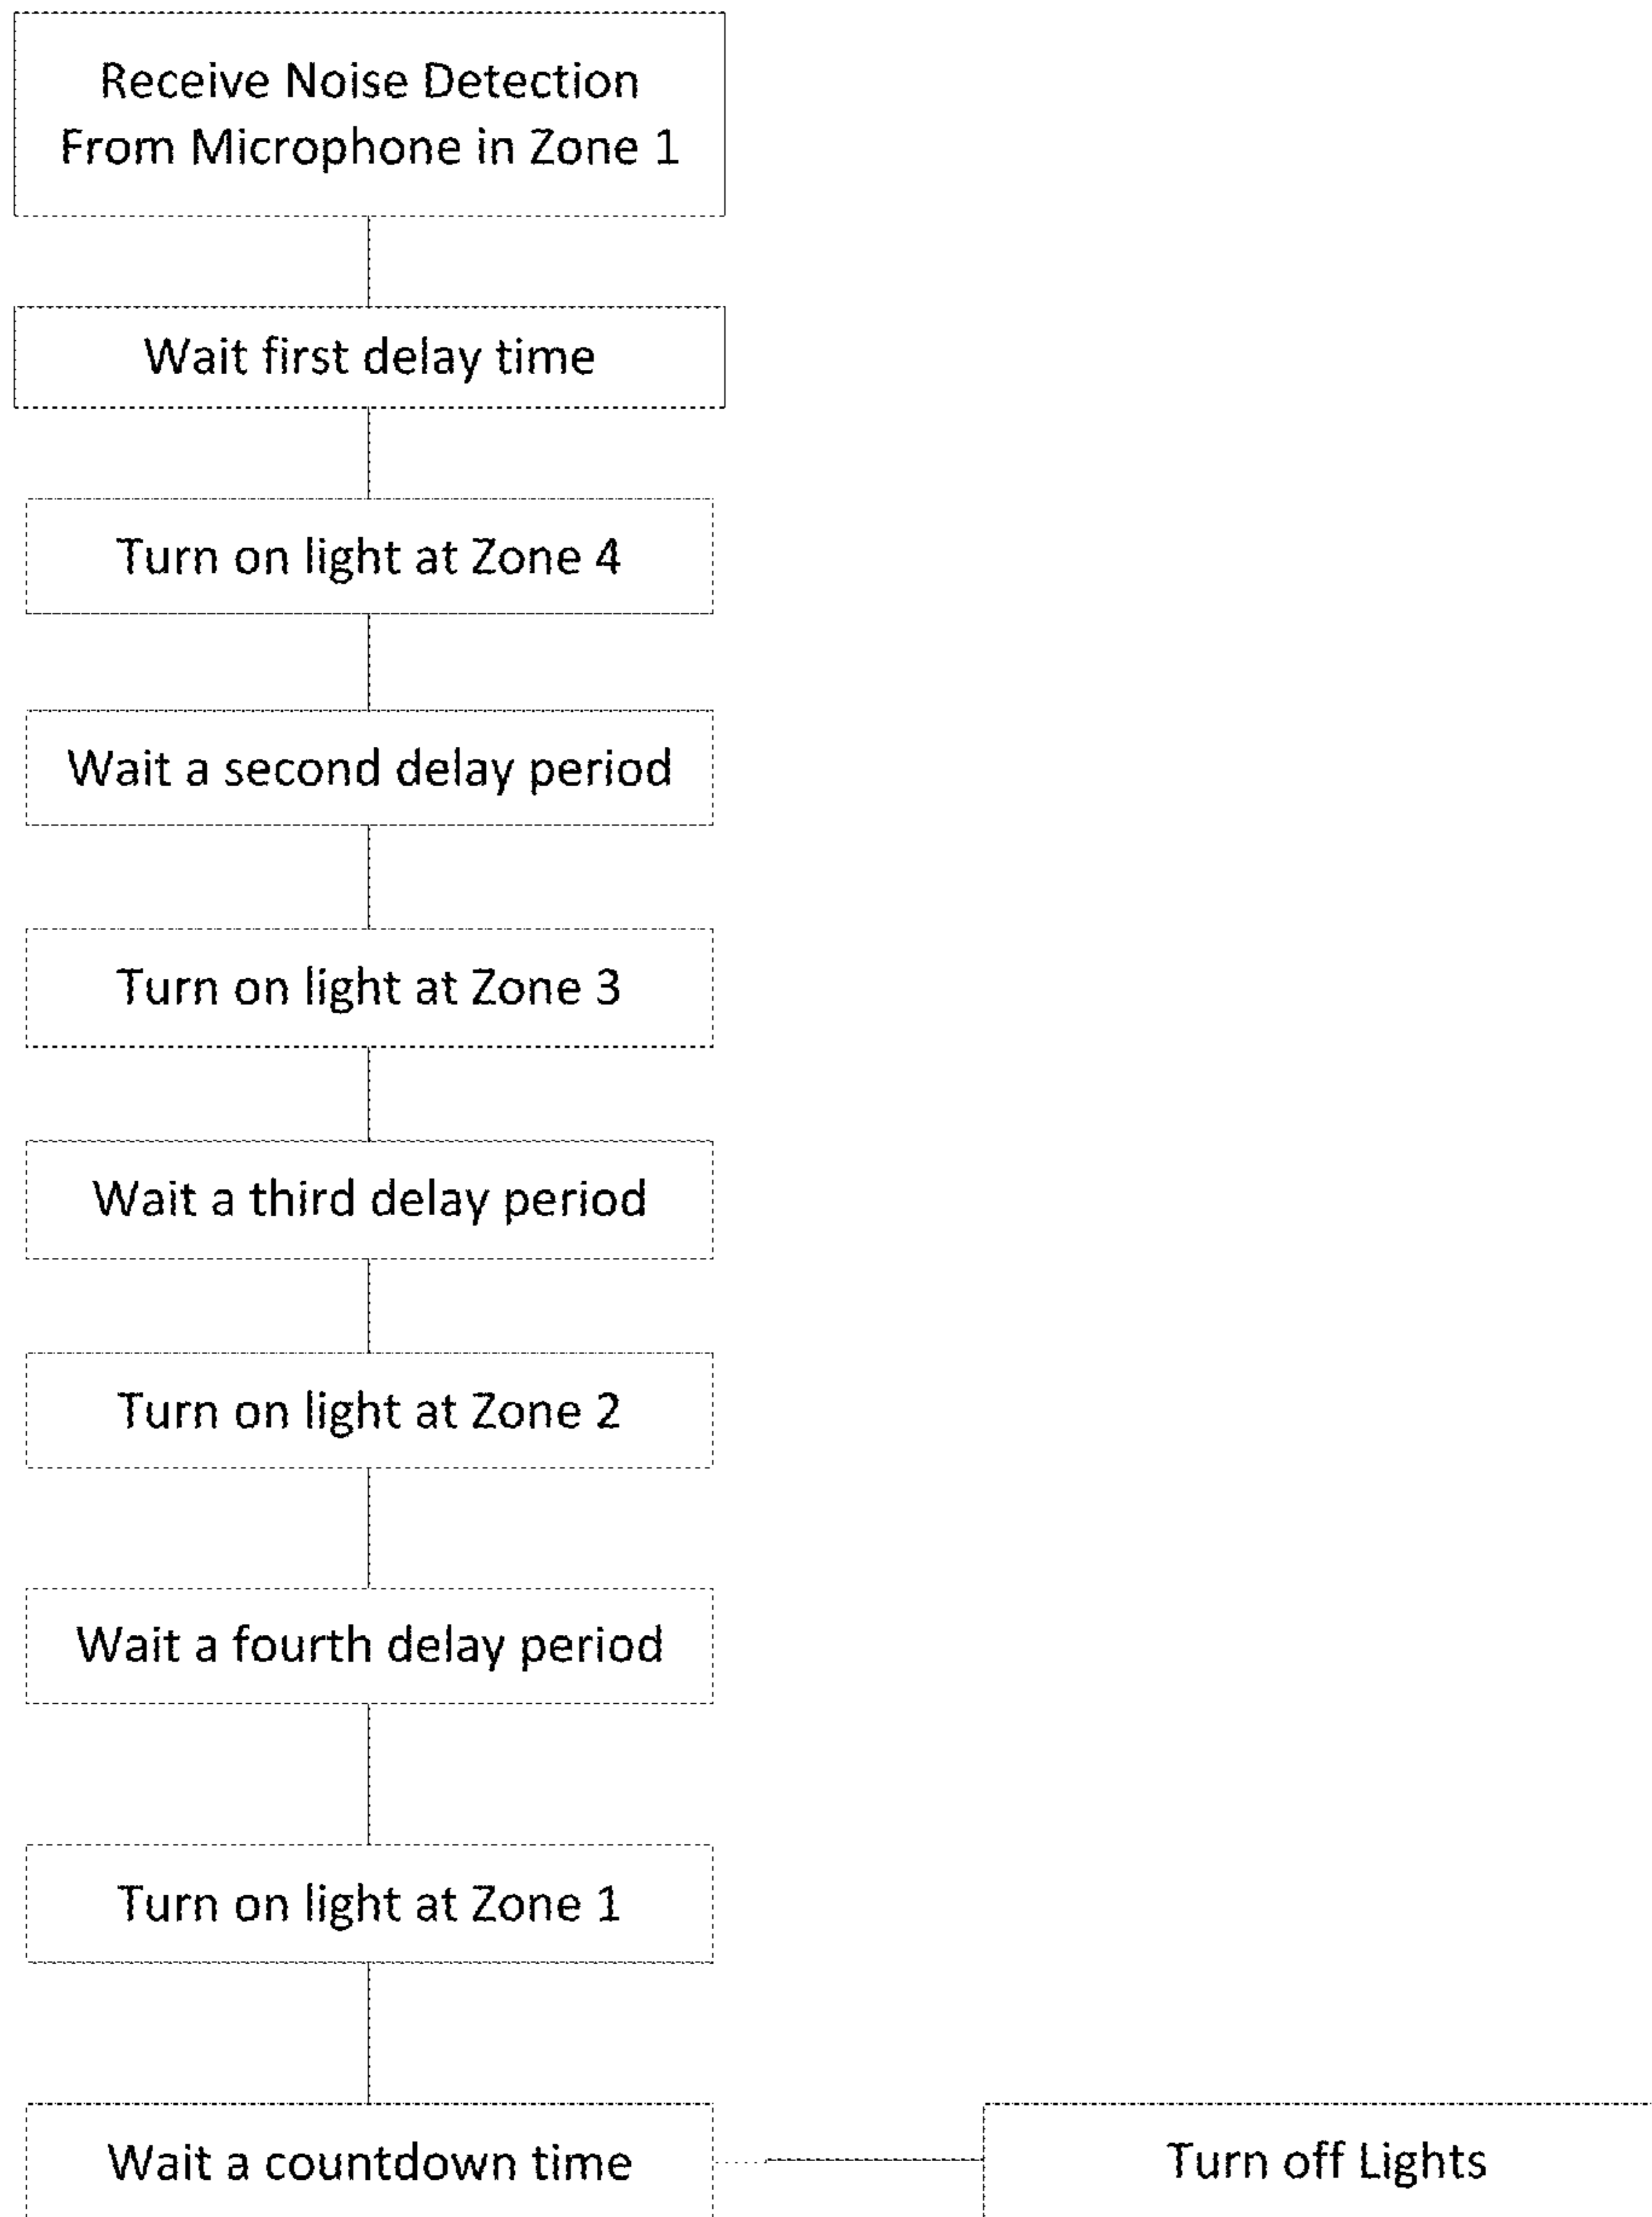 Receive Noise Detection
From Microphone in Zone 1
Wait first delay time
Turn on light at Zone 4
Wait a second delay period
Turn on light at Zone 3
Wait a third delay period
Turn on light at Zone 2
Wait a fourth delay period
Turn on light at Zone 1
Wait a countdown time
Turn off Lights